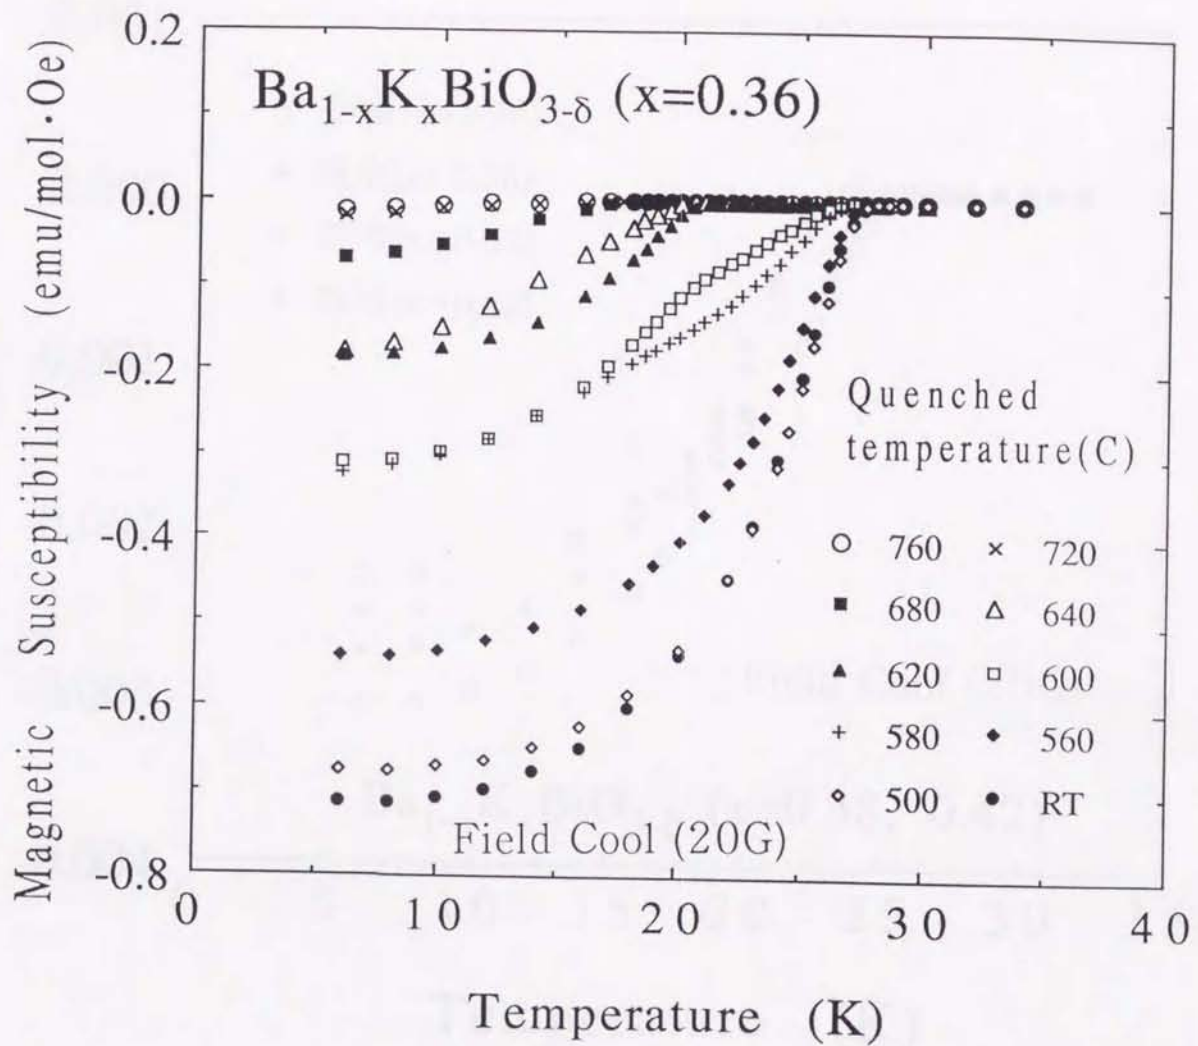 0.2
0.0
-0.2
-0.4
-0.6
-0.8
Magnetic Susceptibility (emu/mol·Oe)
Ba₁₋ₓKₓBiO₃₋δ (x=0.36)
Quenched
temperature(C)
760 720
680 640
620 600
580 560
500 RT
Field Cool (20G)
0 10 20 30 40
Temperature (K)